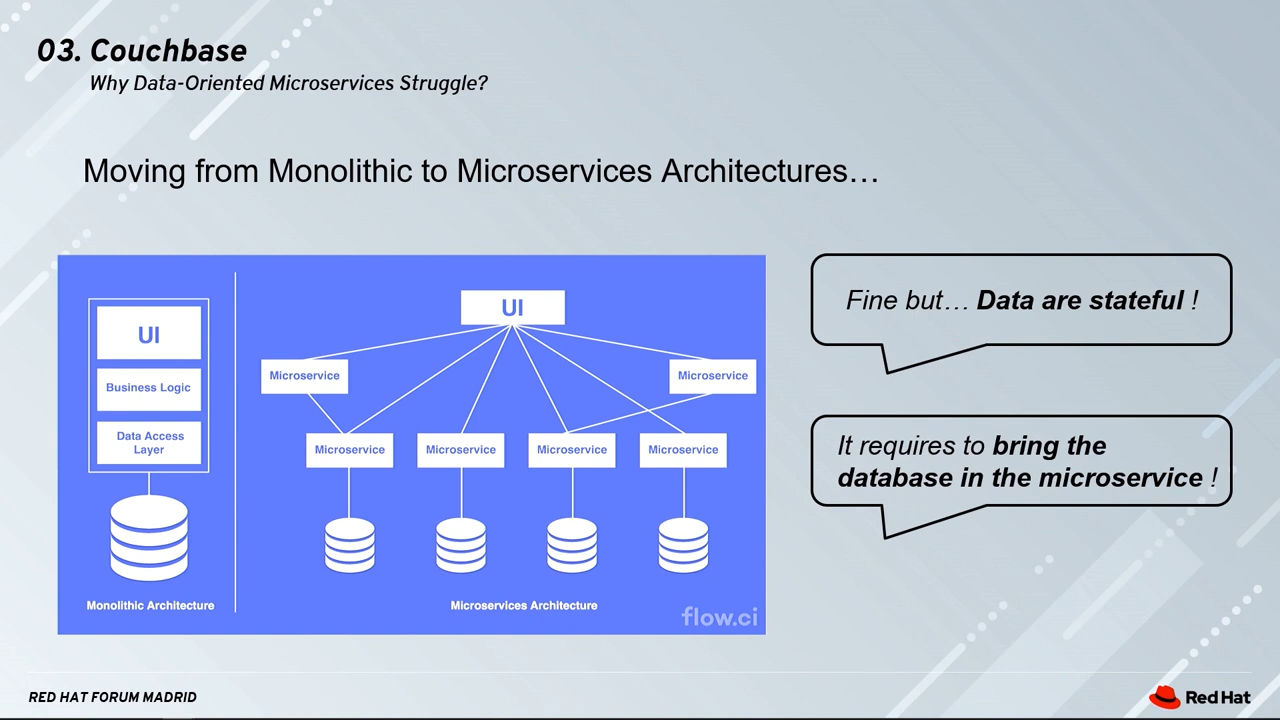 03. Couchbase
Why Data-Oriented Microservices Struggle?
Moving from Monolithic to Microservices Architectures…
UI
Business Logic
Data Access
Layer
Monolithic Architecture
UI
Microservice
Microservice
Microservice
Microservice
Microservice
Microservice
Microservices Architecture
flow.ci
Fine but… Data are stateful !
It requires to bring the
database in the microservice !
RED HAT FORUM MADRID
Red Hat